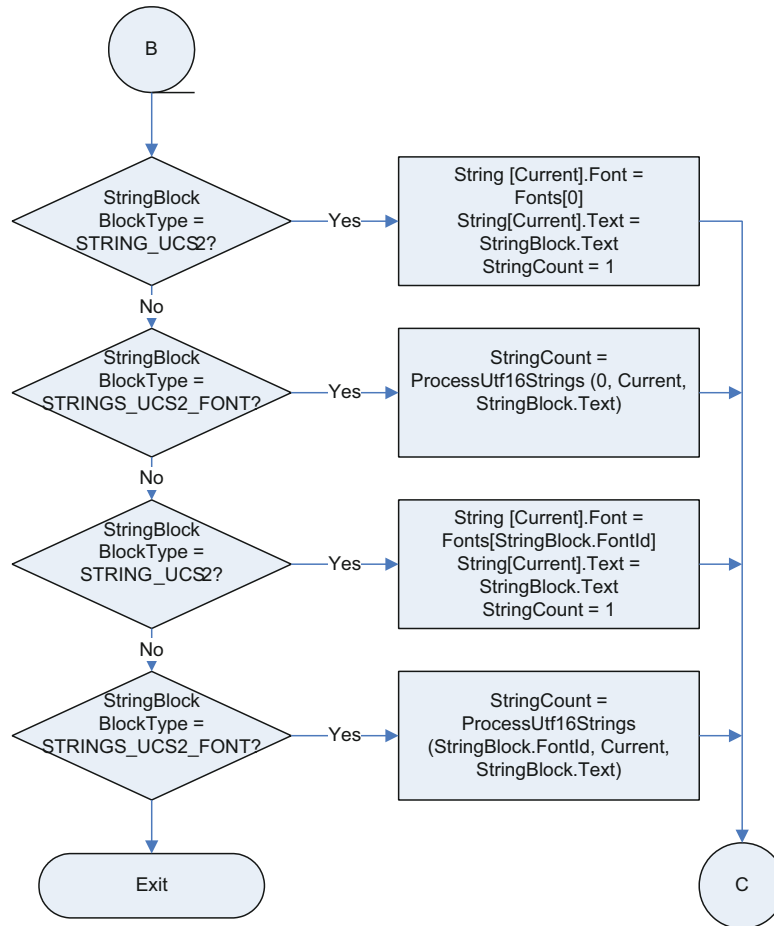 B
StringBlock
BlockType =
STRING_UCS2?
Yes
String [Current].Font =
Fonts[0]
String[Current].Text =
StringBlock.Text
StringCount = 1
No
StringBlock
BlockType =
STRINGS_UCS2_FONT?
Yes
StringCount =
ProcessUtf16Strings (0, Current,
StringBlock.Text)
No
StringBlock
BlockType =
STRING_UCS2?
Yes
String [Current].Font =
Fonts[StringBlock.FontId]
String[Current].Text =
StringBlock.Text
StringCount = 1
No
StringBlock
BlockType =
STRINGS_UCS2_FONT?
Yes
StringCount =
ProcessUtf16Strings
(StringBlock.FontId, Current,
StringBlock.Text)
Exit
C